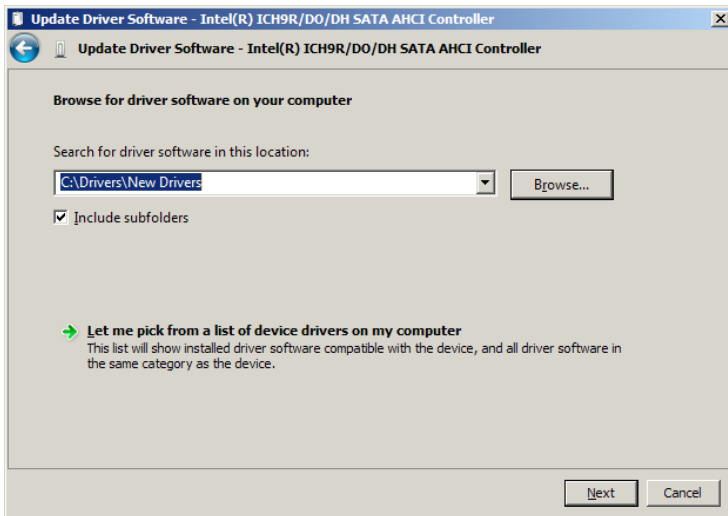 Update Driver Software - Intel(R) ICH9R/DO/DH SATA AHCI Controller
Update Driver Software - Intel(R) ICH9R/DO/DH SATA AHCI Controller
Browse for driver software on your computer
Search for driver software in this location:
C:\Drivers\New Drivers
Browse...
Include subfolders
Let me pick from a list of device drivers on my computer
This list will show installed driver software compatible with the device, and all driver software in
the same category as the device.
Next
Cancel